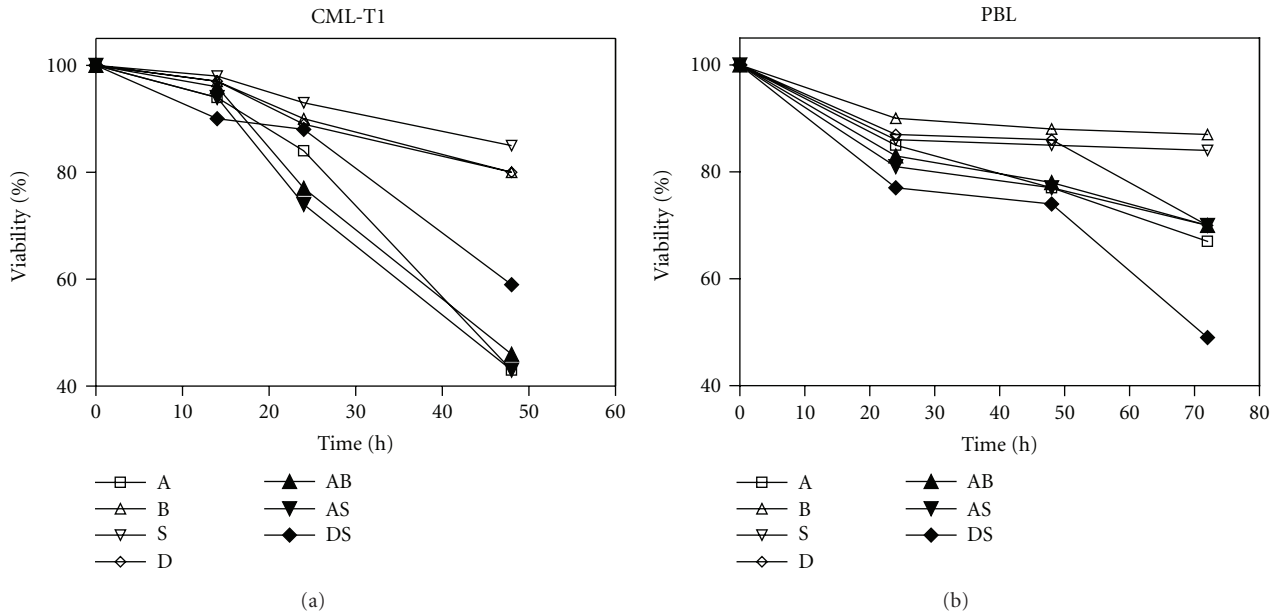 CML-T1
100
80
60
40
Viability (%)
0 10 20 30 40 50 60
Time (h)
A
B
S
D
AB
AS
DS
(a)
PBL
100
80
60
40
Viability (%)
0 10 20 30 40 50 60 70 80
Time (h)
A
B
S
D
AB
AS
DS
(b)